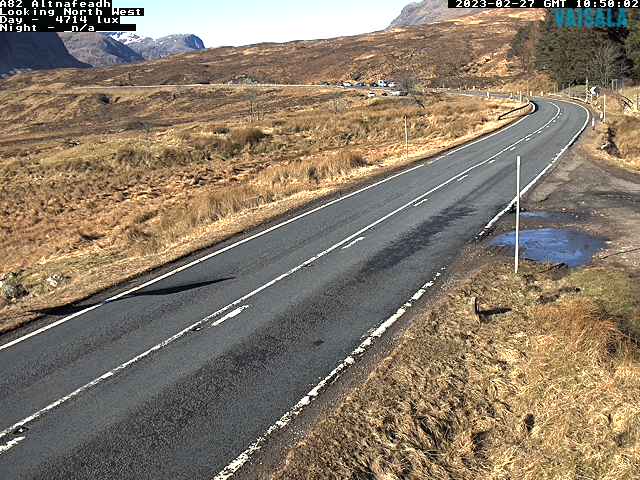 A82 Altnafeadh
2023-02-27 GMT 10:50:02
Looking North West
VAISALA
Day - 4714 lux
Night - n/a